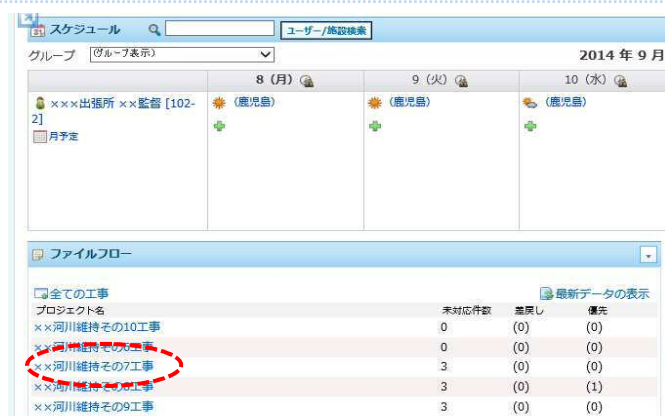 スケジュール
ユーザー/施設検索
グループ (グループ表示)
2014 年 9 月
8 (月)
9 (火)
10 (水)
×××出張所 ××監督 [102-
2]
月予定
(鹿児島)
(鹿児島)
(鹿児島)
ファイルフロー
全ての工事
最新データの表示
プロジェクト名 未対応件数 差戻し 優先
××河川維持その10工事 0 (0) (0)
××河川維持その6工事 0 (0) (0)
××河川維持その7工事 3 (0) (0)
××河川維持その8工事 3 (0) (1)
××河川維持その9工事 3 (0) (0)